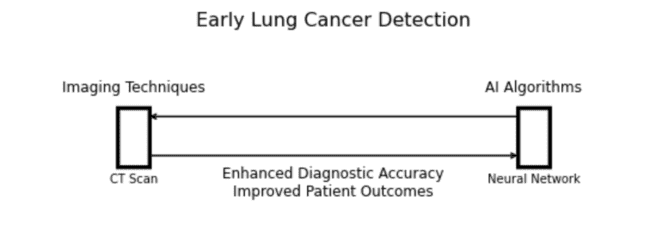 Early Lung Cancer Detection
Imaging Techniques
AI Algorithms
CT Scan
Enhanced Diagnostic Accuracy
Improved Patient Outcomes
Neural Network